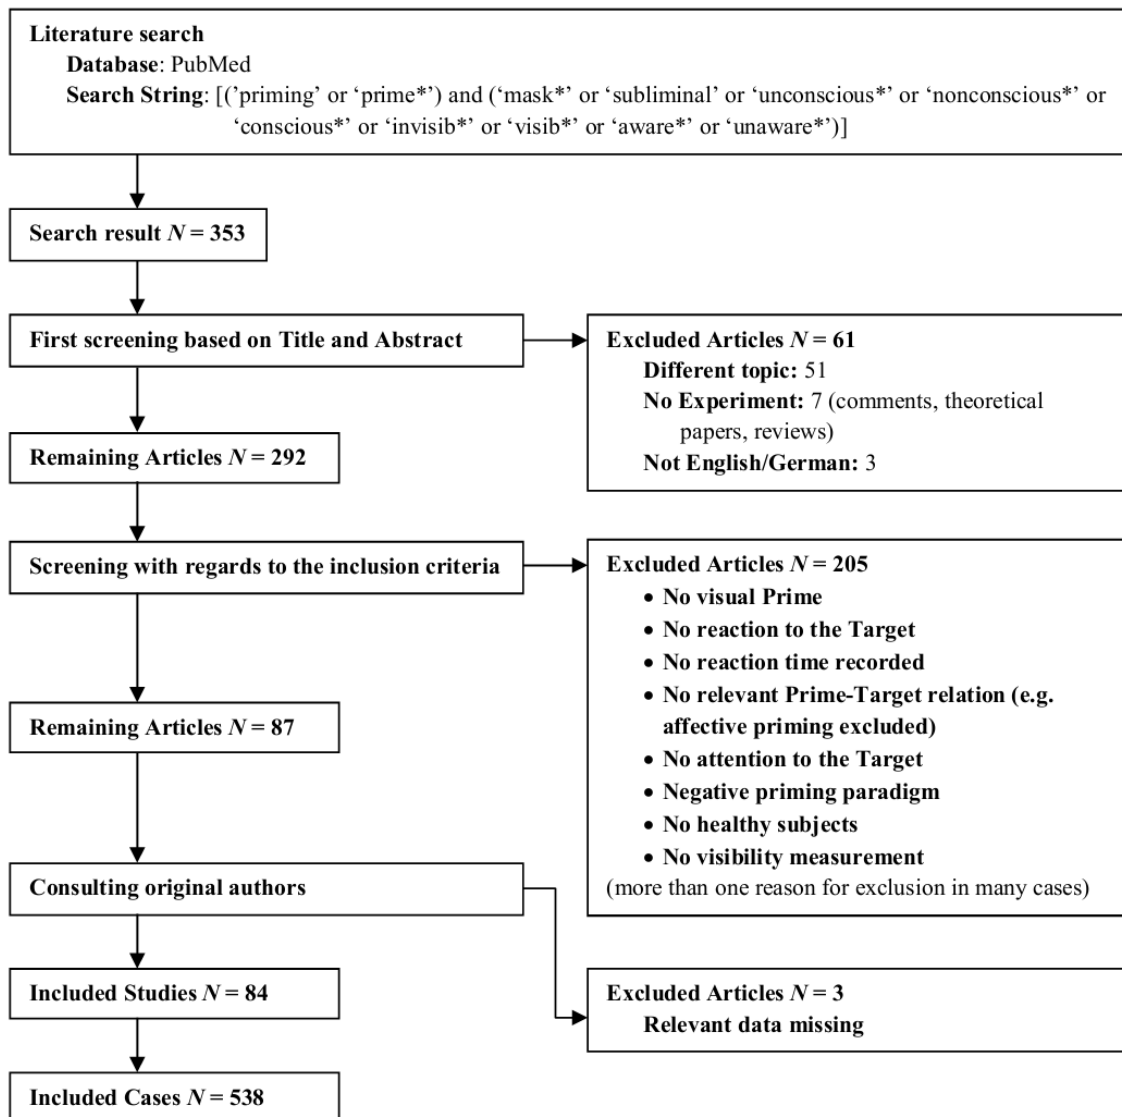 Literature search
Database: PubMed
Search String: [(’priming’ or ‘prime*’) and (‘mask*’ or ‘subliminal’ or ‘unconscious*’ or ‘nonconscious*’ or
‘conscious*’ or ‘invisib*’ or ‘visib*’ or ‘aware*’ or ‘unaware*’)]
Search result N = 353
First screening based on Title and Abstract
Excluded Articles N = 61
Different topic: 51
No Experiment: 7 (comments, theoretical
papers, reviews)
Not English/German: 3
Remaining Articles N = 292
Screening with regards to the inclusion criteria
Excluded Articles N = 205
• No visual Prime
• No reaction to the Target
• No reaction time recorded
• No relevant Prime-Target relation (e.g.
affective priming excluded)
• No attention to the Target
• Negative priming paradigm
• No healthy subjects
• No visibility measurement
(more than one reason for exclusion in many cases)
Remaining Articles N = 87
Consulting original authors
Excluded Articles N = 3
Relevant data missing
Included Studies N = 84
Included Cases N = 538